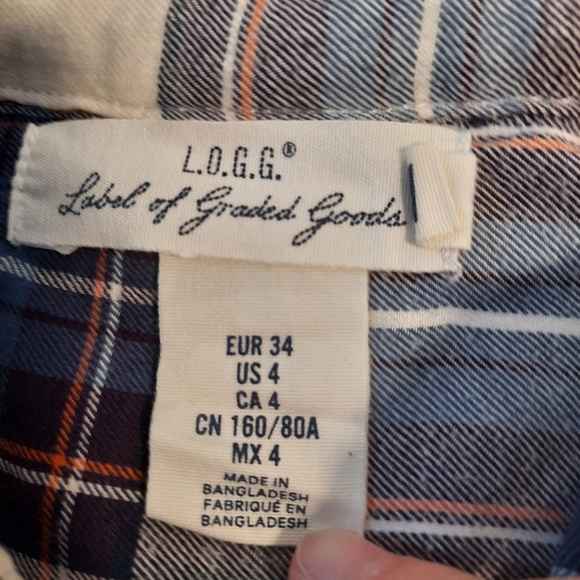 L.O.G.G.®
Label of Graded Goods
EUR 34
US 4
CA 4
CN 160/80A
MX 4
MADE IN
BANGLADESH
FABRIQUÉ EN
BANGLADESH